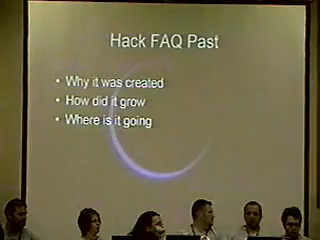 Hack FAQ Past
• Why it was created
• How did it grow
• Where is it going